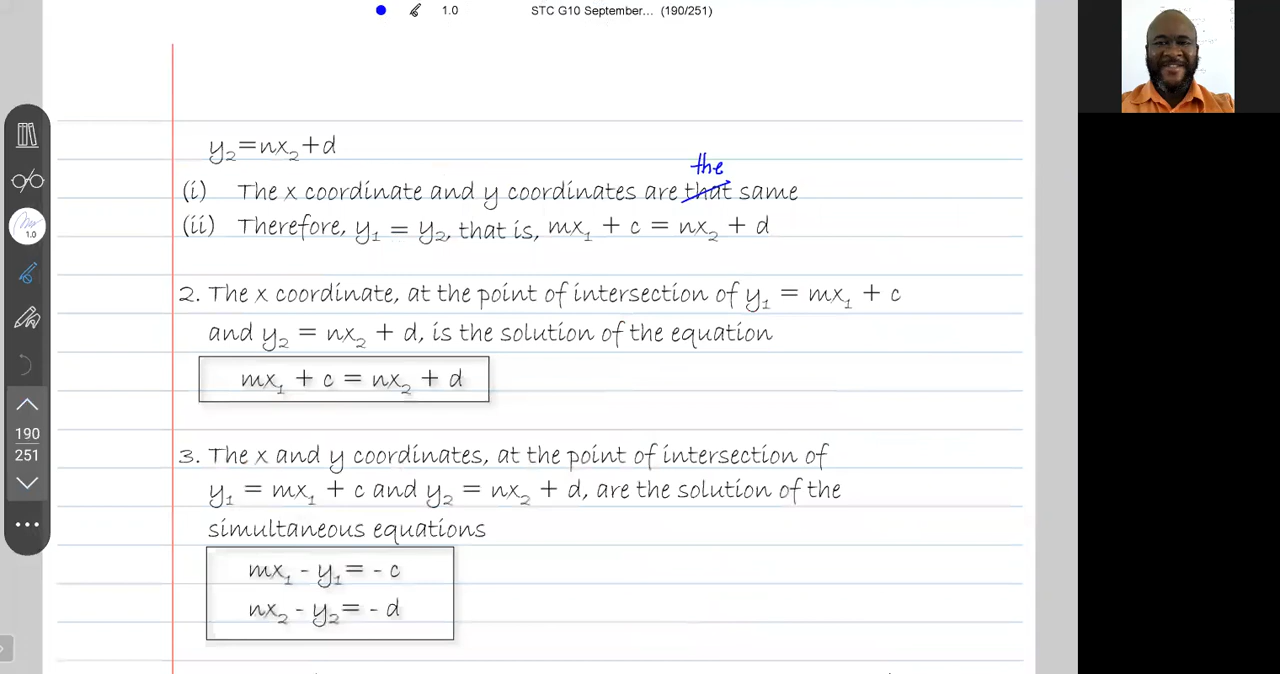 1.0 STC G10 September... (190/251)
y₂=nx₂+d
the
(i) The x coordinate and y coordinates are that same
(ii) Therefore, y₁ = y₂, that is, mx₁ + c = nx₂ + d
2. The x coordinate, at the point of intersection of y₁ = mx₁ + c
and y₂ = nx₂ + d, is the solution of the equation
mx₁ + c = nx₂ + d
3. The x and y coordinates, at the point of intersection of
y₁ = mx₁ + c and y₂ = nx₂ + d, are the solution of the
simultaneous equations
mx₁ - y₁ = - c
nx₂ - y₂ = - d
1.0
190
251